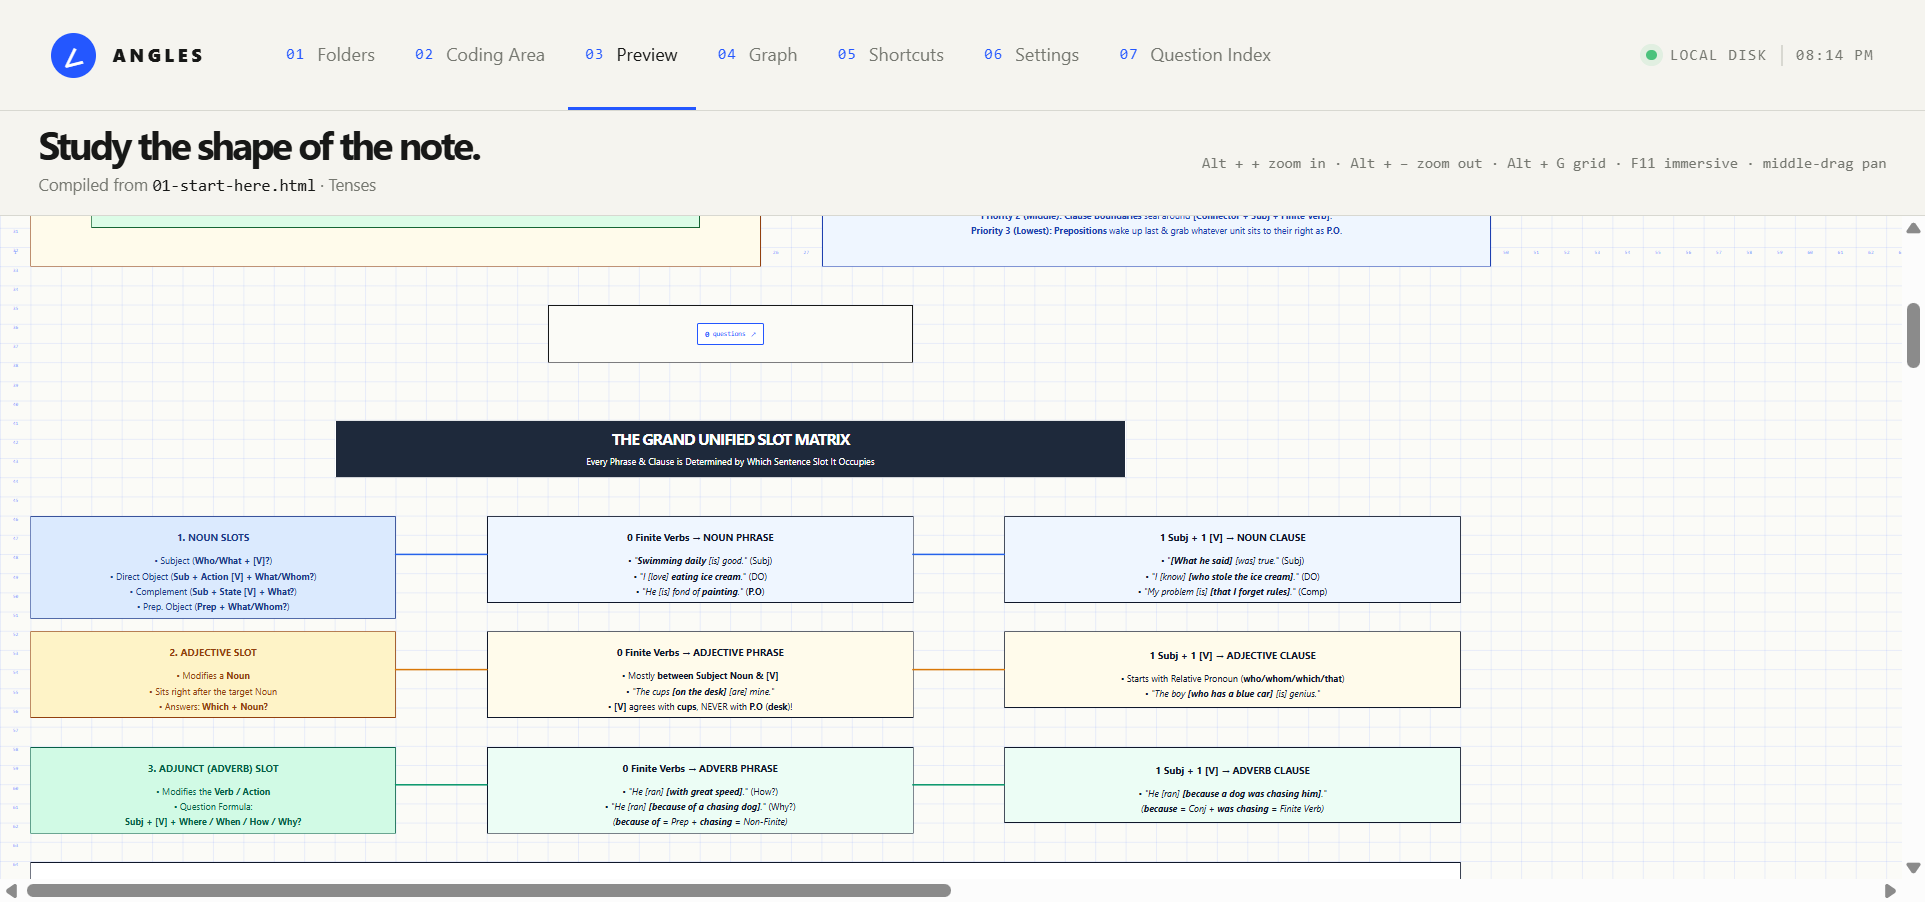 ANGLES
01 Folders
02 Coding Area
03 Preview
04 Graph
05 Shortcuts
06 Settings
07 Question Index
LOCAL DISK
08:14 PM
Study the shape of the note.
Compiled from 01-start-here.html · Tenses
Alt + + zoom in · Alt + − zoom out · Alt + G grid · F11 immersive · middle-drag pan
Priority 2 (Middle): Clause Boundaries seal around [Connector + Subj + Finite Verb].
Priority 3 (Lowest): Prepositions wake up last & grab whatever unit sits to their right as P.O.
0 questions ↗
THE GRAND UNIFIED SLOT MATRIX
Every Phrase & Clause is Determined by Which Sentence Slot It Occupies
1. NOUN SLOTS
• Subject (Who/What + [V]?)
• Direct Object (Sub + Action [V] + What/Whom?)
• Complement (Sub + State [V] + What?)
• Prep. Object (Prep + What/Whom?)
0 Finite Verbs → NOUN PHRASE
• "Swimming daily [is] good." (Subj)
• "I [love] eating ice cream." (DO)
• "He [is] fond of painting." (P.O)
1 Subj + 1 [V] → NOUN CLAUSE
• "[What he said] [was] true." (Subj)
• "I [know] [who stole the ice cream]." (DO)
• "My problem [is] [that I forget rules]." (Comp)
2. ADJECTIVE SLOT
• Modifies a Noun
• Sits right after the target Noun
• Answers: Which + Noun?
0 Finite Verbs → ADJECTIVE PHRASE
• Mostly between Subject Noun & [V]
• "The cups [on the desk] [are] mine."
• [V] agrees with cups, NEVER with P.O (desk)!
1 Subj + 1 [V] → ADJECTIVE CLAUSE
• Starts with Relative Pronoun (who/whom/which/that)
• "The boy [who has a blue car] [is] genius."
3. ADJUNCT (ADVERB) SLOT
• Modifies the Verb / Action
• Question Formula:
Subj + [V] + Where / When / How / Why?
0 Finite Verbs → ADVERB PHRASE
• "He [ran] [with great speed]." (How?)
• "He [ran] [because of a chasing dog]." (Why?)
(because of = Prep + chasing = Non-Finite)
1 Subj + 1 [V] → ADVERB CLAUSE
• "He [ran] [because a dog was chasing him]."
(because = Conj + was chasing = Finite Verb)